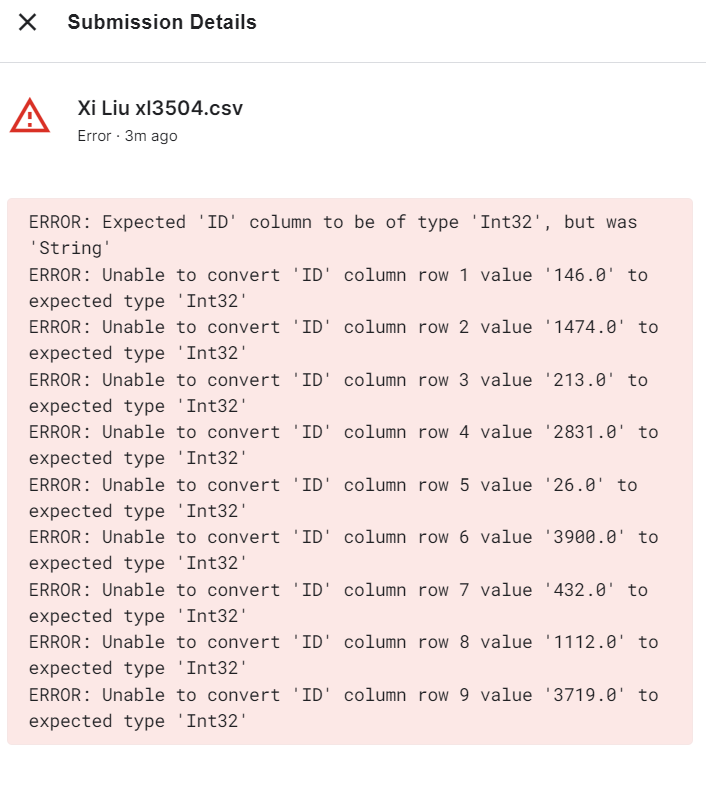 Submission Details
Xi Liu xl3504.csv
Error · 3m ago
ERROR: Expected 'ID' column to be of type 'Int32', but was
'String'
ERROR: Unable to convert 'ID' column row 1 value '146.0' to
expected type 'Int32'
ERROR: Unable to convert 'ID' column row 2 value '1474.0' to
expected type 'Int32'
ERROR: Unable to convert 'ID' column row 3 value '213.0' to
expected type 'Int32'
ERROR: Unable to convert 'ID' column row 4 value '2831.0' to
expected type 'Int32'
ERROR: Unable to convert 'ID' column row 5 value '26.0' to
expected type 'Int32'
ERROR: Unable to convert 'ID' column row 6 value '3900.0' to
expected type 'Int32'
ERROR: Unable to convert 'ID' column row 7 value '432.0' to
expected type 'Int32'
ERROR: Unable to convert 'ID' column row 8 value '1112.0' to
expected type 'Int32'
ERROR: Unable to convert 'ID' column row 9 value '3719.0' to
expected type 'Int32'